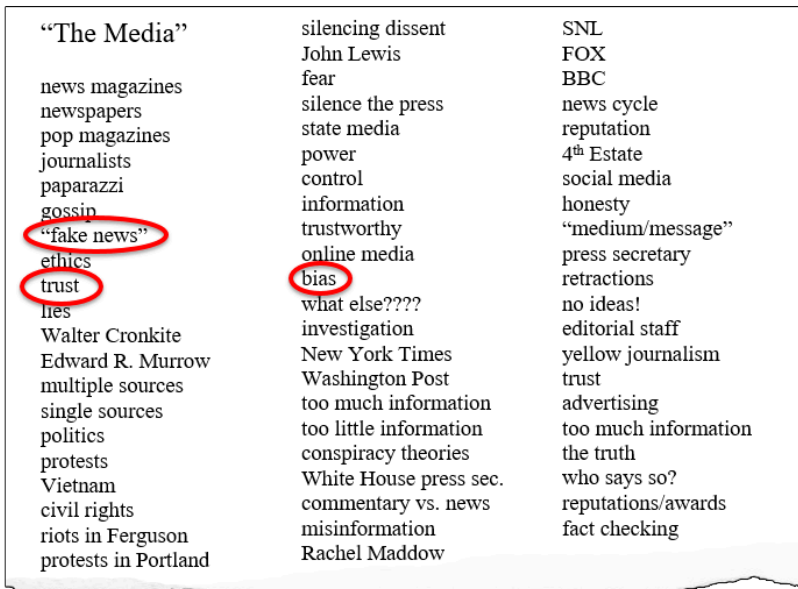 “The Media”
news magazines
newspapers
pop magazines
journalists
paparazzi
gossip
“fake news”
ethics
trust
lies
Walter Cronkite
Edward R. Murrow
multiple sources
single sources
politics
protests
Vietnam
civil rights
riots in Ferguson
protests in Portland
silencing dissent
John Lewis
fear
silence the press
state media
power
control
information
trustworthy
online media
bias
what else????
investigation
New York Times
Washington Post
too much information
too little information
conspiracy theories
White House press sec.
commentary vs. news
misinformation
Rachel Maddow
SNL
FOX
BBC
news cycle
reputation
4th Estate
social media
honesty
“medium/message”
press secretary
retractions
no ideas!
editorial staff
yellow journalism
trust
advertising
too much information
the truth
who says so?
reputations/awards
fact checking